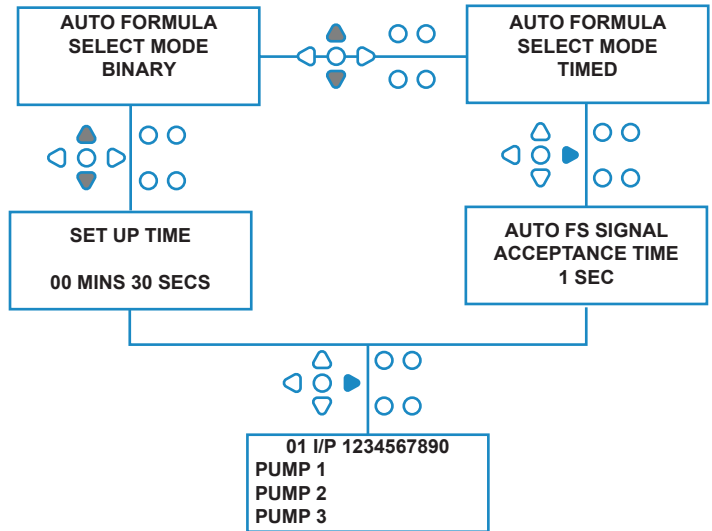 AUTO FORMULA
SELECT MODE
BINARY
AUTO FORMULA
SELECT MODE
TIMED
SET UP TIME
00 MINS 30 SECS
AUTO FS SIGNAL
ACCEPTANCE TIME
1 SEC
01 I/P 1234567890
PUMP 1
PUMP 2
PUMP 3